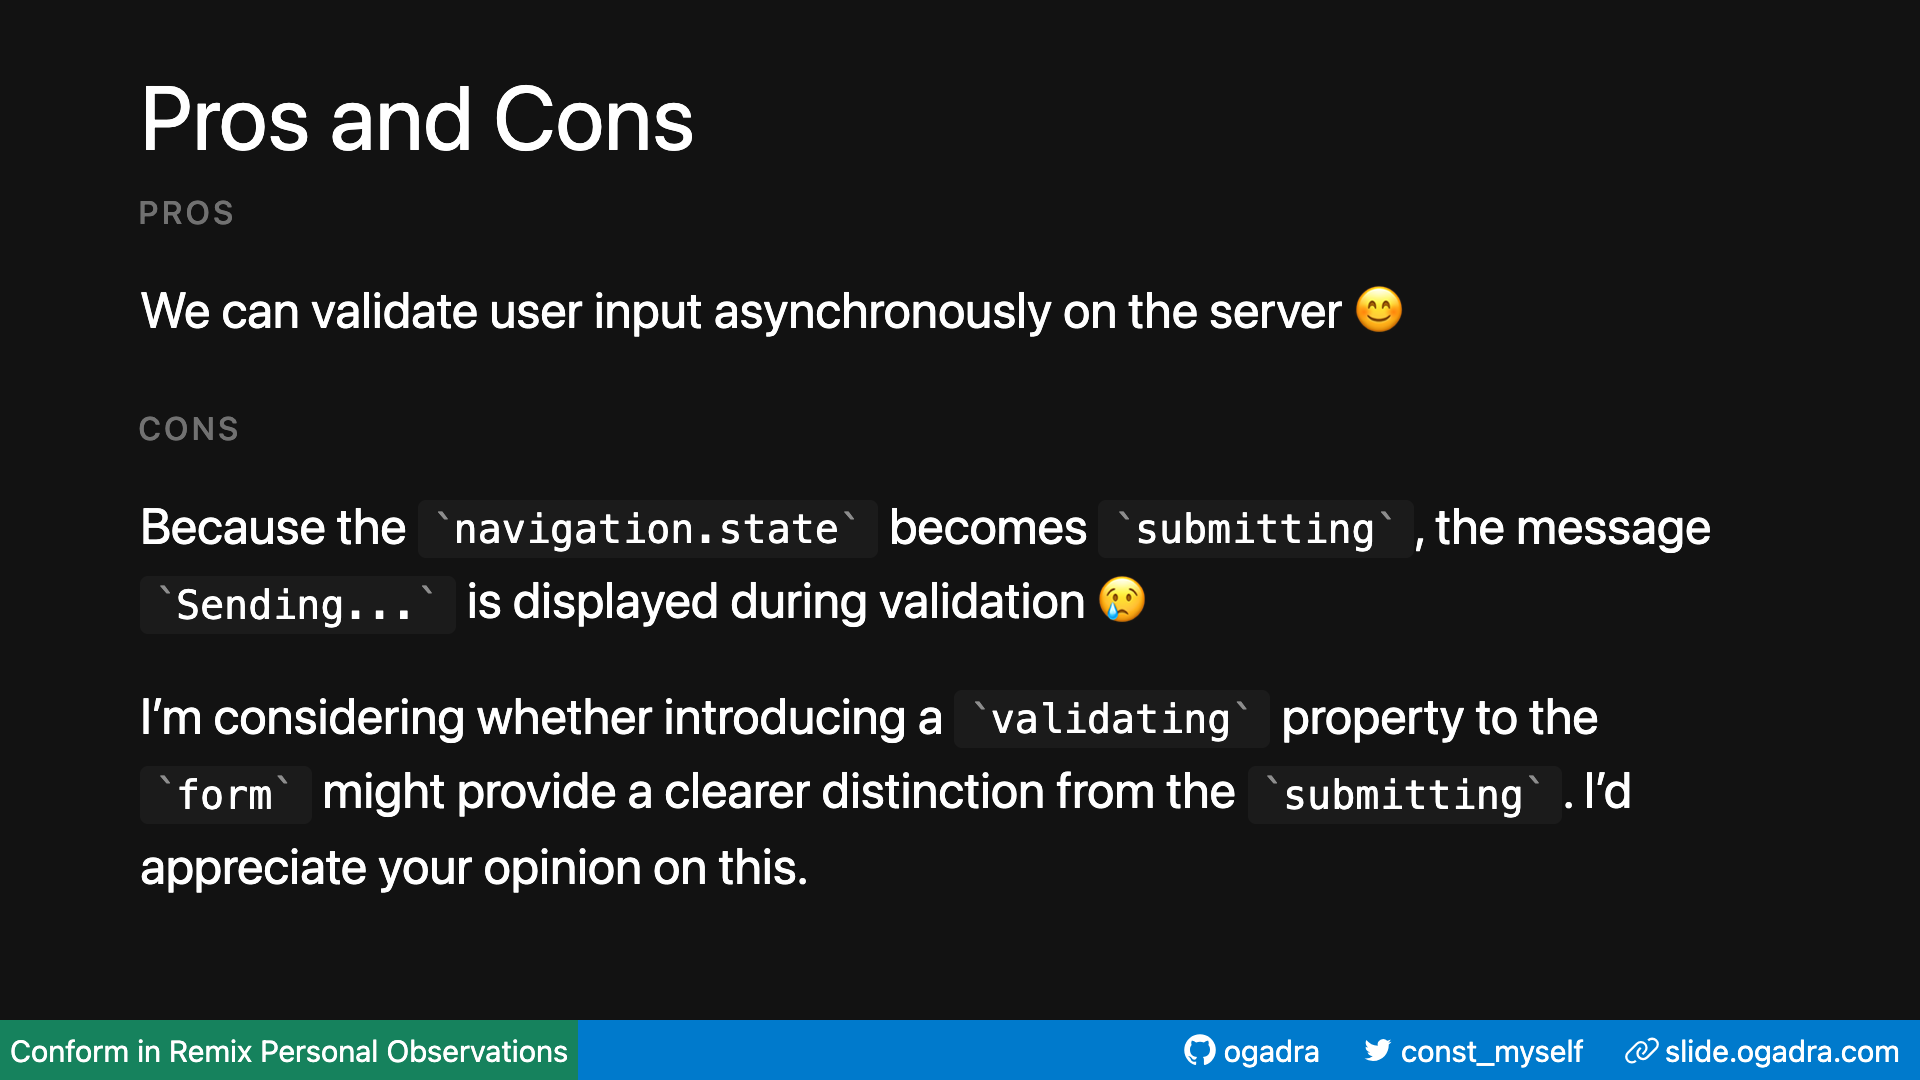 Pros and Cons
PROS
We can validate user input asynchronously on the server 😊
CONS
Because the `navigation.state` becomes `submitting`, the message
`Sending...` is displayed during validation 😢
I’m considering whether introducing a `validating` property to the
`form` might provide a clearer distinction from the `submitting`. I’d
appreciate your opinion on this.
Conform in Remix Personal Observations
ogadra const_myself slide.ogadra.com